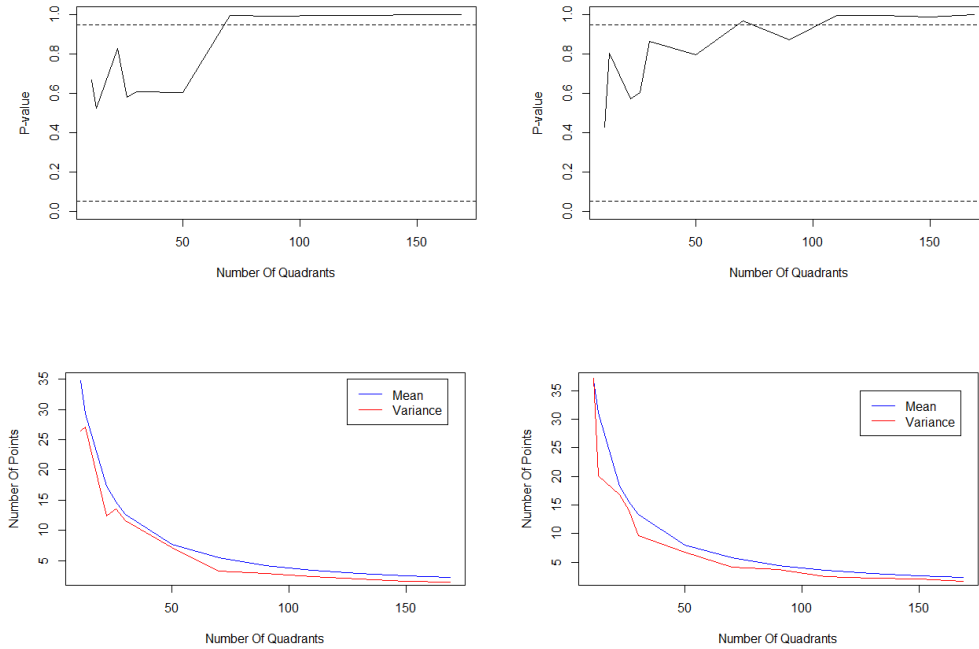 P-value
0.0 0.2 0.4 0.6 0.8 1.0
50 100 150
Number Of Quadrants
P-value
0.0 0.2 0.4 0.6 0.8 1.0
50 100 150
Number Of Quadrants
Number Of Points
5 10 15 20 25 30 35
Mean
Variance
50 100 150
Number Of Quadrants
Number Of Points
5 10 15 20 25 30 35
Mean
Variance
50 100 150
Number Of Quadrants